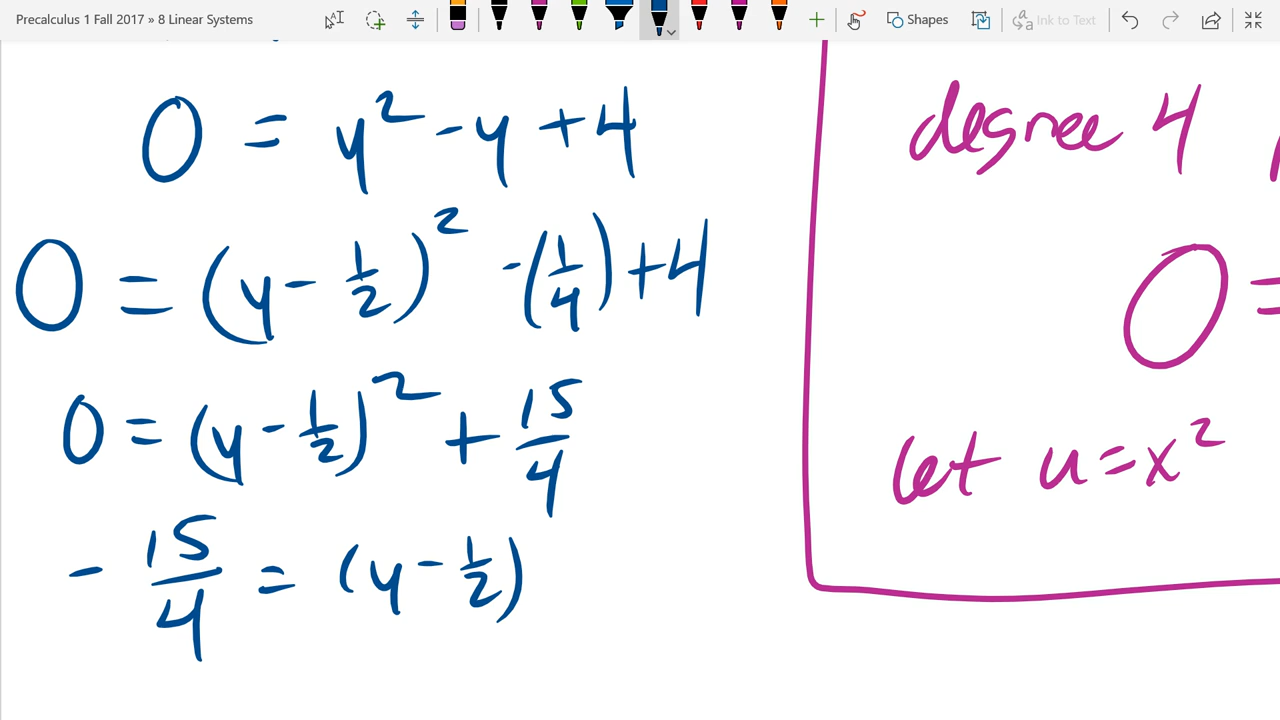 Precalculus 1 Fall 2017 » 8 Linear Systems
Shapes
Ink to Text
0 = y² - y + 4
0 = (y - 1/2)² - (1/4) + 4
0 = (y - 1/2)² + 15/4
- 15/4 = (y - 1/2)
degree 4
0 =
let u = x²